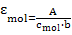 ε_mol = A / (c_mol·b)